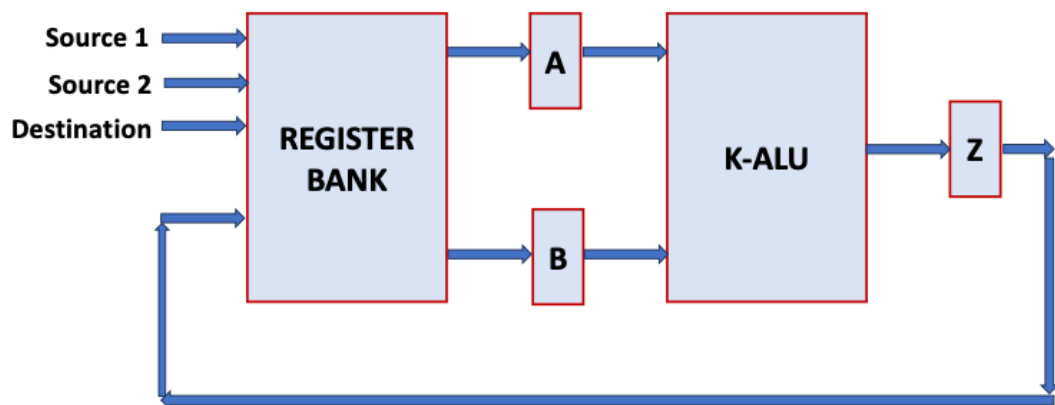 Source 1
Source 2
Destination
REGISTER
BANK
A
B
K-ALU
Z